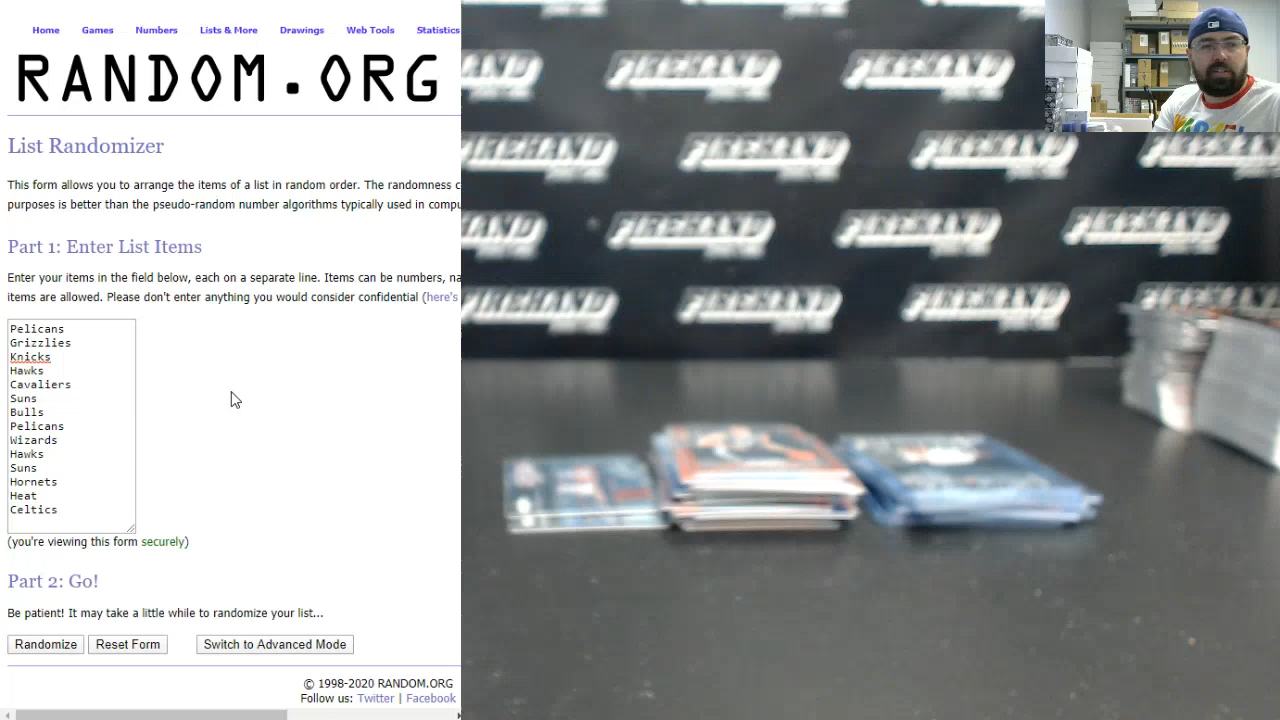 Home Games Numbers Lists & More Drawings Web Tools Statistics
RANDOM.ORG
List Randomizer
This form allows you to arrange the items of a list in random order. The randomness c
purposes is better than the pseudo-random number algorithms typically used in compu
Part 1: Enter List Items
Enter your items in the field below, each on a separate line. Items can be numbers, na
items are allowed. Please don't enter anything you would consider confidential (here's
Pelicans
Grizzlies
Knicks
Hawks
Cavaliers
Suns
Bulls
Pelicans
Wizards
Hawks
Suns
Hornets
Heat
Celtics
(you're viewing this form securely)
Part 2: Go!
Be patient! It may take a little while to randomize your list...
Randomize Reset Form Switch to Advanced Mode
© 1998-2020 RANDOM.ORG
Follow us: Twitter | Facebook